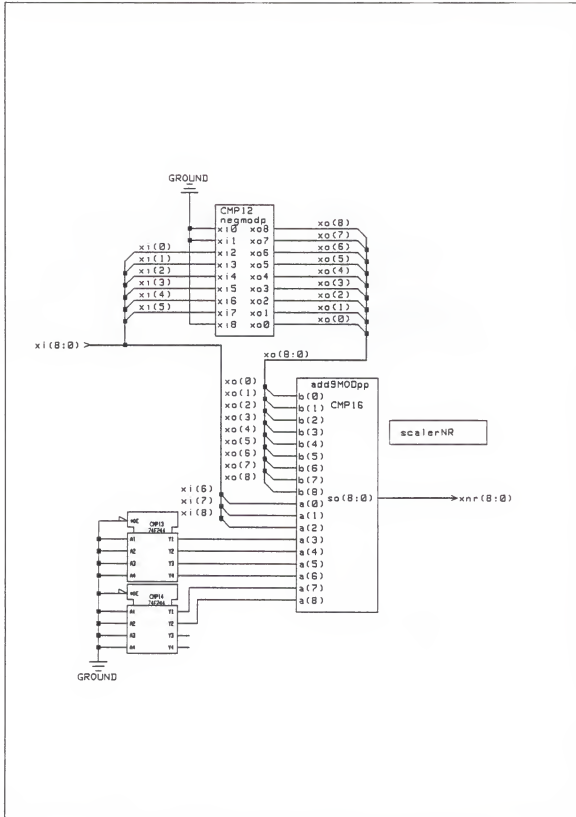 GROUND
CMP12
negmodp
xi0 xo8
xi1 xo7
xi2 xo6
xi3 xo5
xi4 xo4
xi5 xo3
xi6 xo2
xi7 xo1
xi8 xo0
xi(0)
xi(1)
xi(2)
xi(3)
xi(4)
xi(5)
xo(8)
xo(7)
xo(6)
xo(5)
xo(4)
xo(3)
xo(2)
xo(1)
xo(0)
xi(8:0)
xo(8:0)
xo(0)
xo(1)
xo(2)
xo(3)
xo(4)
xo(5)
xo(6)
xo(7)
xo(8)
xi(6)
xi(7)
xi(8)
add9MODpp
CMP16
b(0)
b(1)
b(2)
b(3)
b(4)
b(5)
b(6)
b(7)
b(8)
a(0)
a(1)
a(2)
a(3)
a(4)
a(5)
a(6)
a(7)
a(8)
so(8:0)
xnr(8:0)
scalerNR
CMP13
74F244
A1 Y1
A2 Y2
A3 Y3
A4 Y4
CMP14
74F244
A1 Y1
A2 Y2
A3 Y3
A4 Y4
GROUND